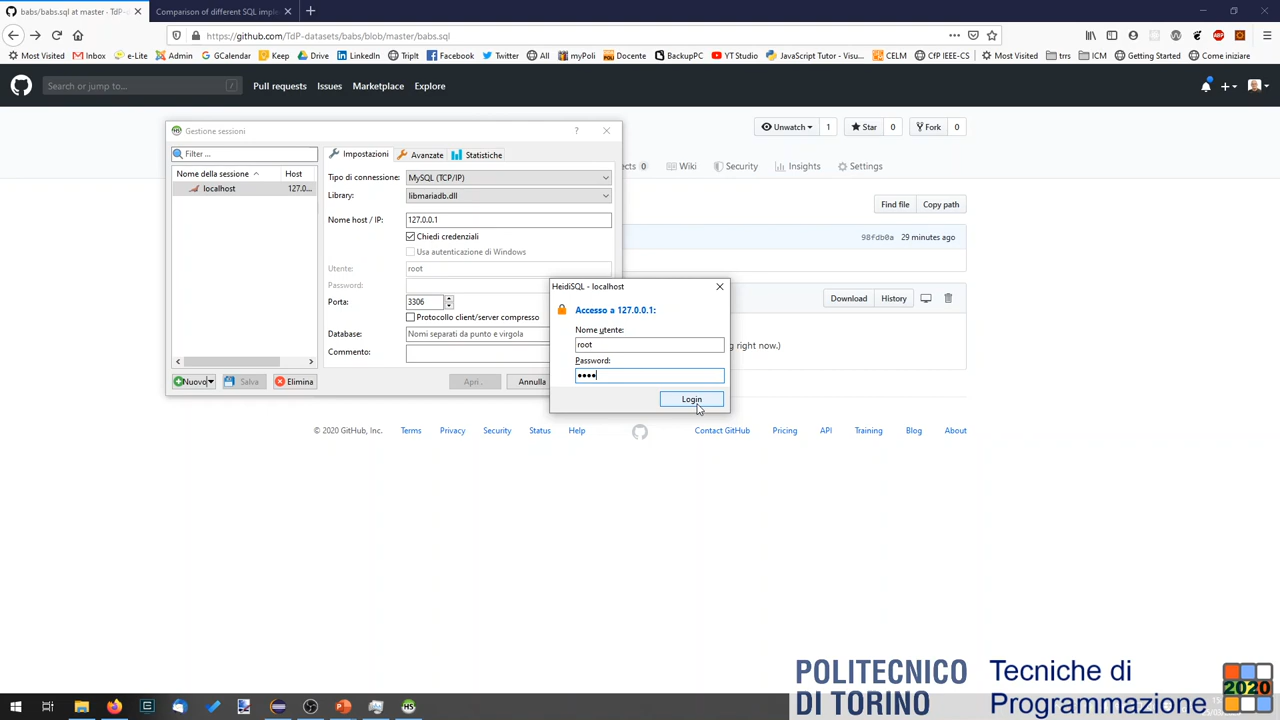 babs/babs.sql at master · TdP-d
Comparison of different SQL imple
https://github.com/TdP-datasets/babs/blob/master/babs.sql
Most Visited
Inbox
e-Lite
Admin
GCalendar
Keep
Drive
LinkedIn
TripIt
Facebook
Twitter
All
myPoli
Docente
BackupPC
YT Studio
JavaScript Tutor - Visu...
CELM
CfP IEEE-CS
Most Visited
trrs
ICM
Getting Started
Come iniziare
Search or jump to...
/
Pull requests
Issues
Marketplace
Explore
Gestione sessioni
?
Unwatch
1
Star
0
Fork
0
Filter ...
Nome della sessione
Host
localhost
127.0...
Impostazioni
Avanzate
Statistiche
ects 0
Wiki
Security
Insights
Settings
Tipo di connessione:
MySQL (TCP/IP)
Library:
libmariadb.dll
Find file
Copy path
Nome host / IP:
127.0.0.1
Chiedi credenziali
98fdb0a
29 minutes ago
Usa autenticazione di Windows
Utente:
root
Password:
Porta:
3306
Protocollo client/server compresso
Database:
Nomi separati da punto e virgola
Commento:
Nuovo
Salva
Elimina
Apri...
Annulla
HeidiSQL - localhost
Accesso a 127.0.0.1:
Nome utente:
root
Password:
••••
Login
Download
History
g right now.)
© 2020 GitHub, Inc.
Terms
Privacy
Security
Status
Help
Contact GitHub
Pricing
API
Training
Blog
About
POLITECNICO
DI TORINO
Tecniche di
Programmazione
2020
HS